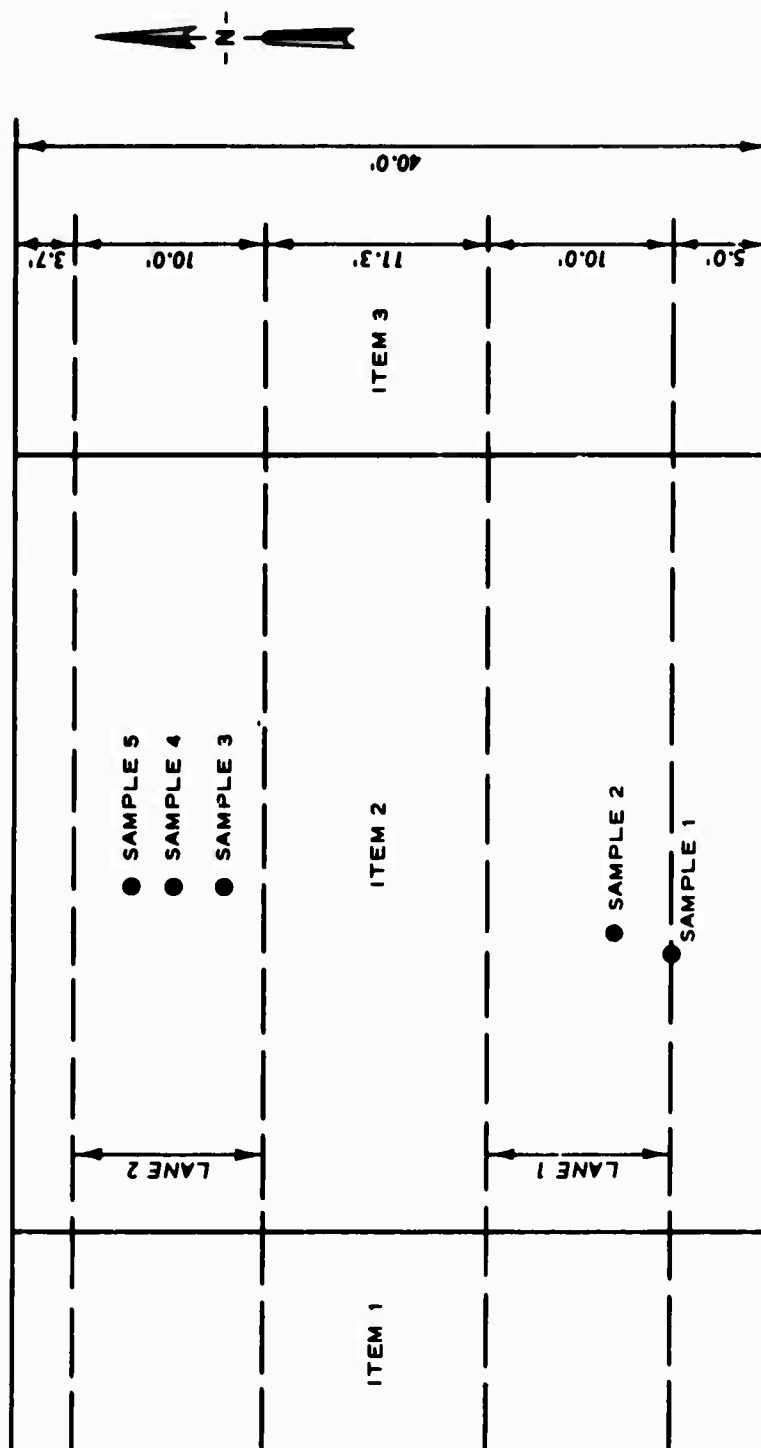 - N -
40.0'
3.7'
10.0'
11.3'
10.0'
5.0'
ITEM 3
SAMPLE 5
SAMPLE 4
SAMPLE 3
ITEM 2
SAMPLE 2
SAMPLE 1
LANE 2
LANE 1
ITEM 1